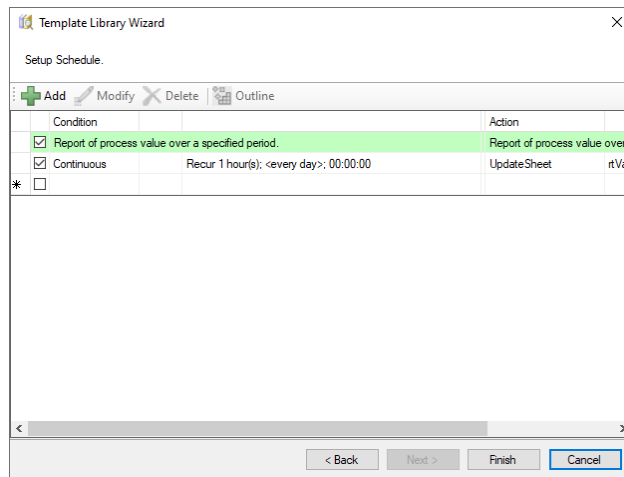 Template Library Wizard
Setup Schedule.
Add Modify Delete Outline
Condition Action
Report of process value over a specified period. Report of process value over
Continuous Recur 1 hour(s); <every day>; 00:00:00 UpdateSheet rtVa
*
< Back Next > Finish Cancel